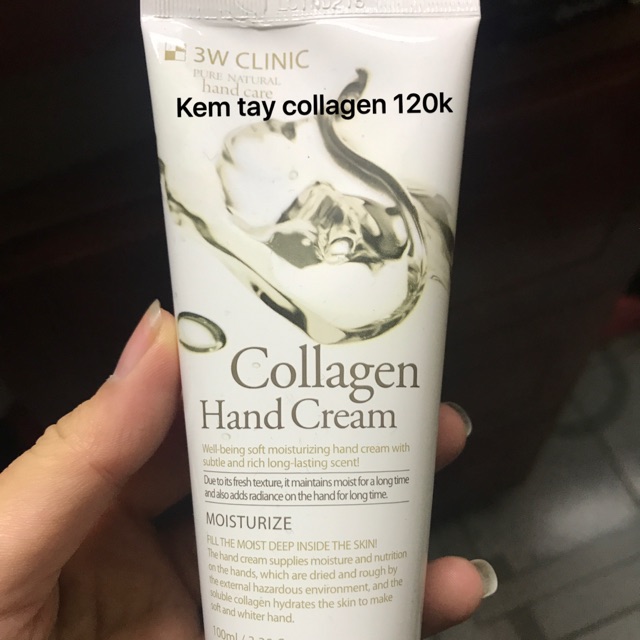 3W CLINIC
PURE NATURAL
hand care
Kem tay collagen 120k
Collagen
Hand Cream
Well-being soft moisturizing hand cream with
subtle and rich long-lasting scent!
Due to its fresh texture, it maintains moist for a long time
and also adds radiance on the hand for long time.
MOISTURIZE
FILL THE MOIST DEEP INSIDE THE SKIN!
The hand cream supplies moisture and nutrition
on the hands, which are dried and rough by
the external hazardous environment, and the
soluble collagen hydrates the skin to make
soft and whiter hand.
100ml /